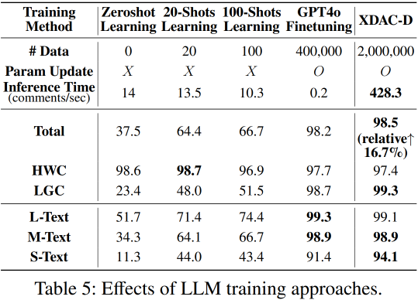 Training Method Zeroshot Learning 20-Shots Learning 100-Shots Learning GPT4o Finetuning XDAC-D
# Data 0 20 100 400,000 2,000,000
Param Update X X X O O
Inference Time (comments/sec) 14 13.5 10.3 0.2 428.3
Total 37.5 64.4 66.7 98.2 98.5 (relative↑ 16.7%)
HWC 98.6 98.7 96.9 97.7 97.4
LGC 23.4 48.0 51.5 98.7 99.3
L-Text 51.7 71.4 74.4 99.3 99.1
M-Text 34.3 64.1 66.7 98.9 98.9
S-Text 11.3 44.0 43.4 91.4 94.1
Table 5: Effects of LLM training approaches.